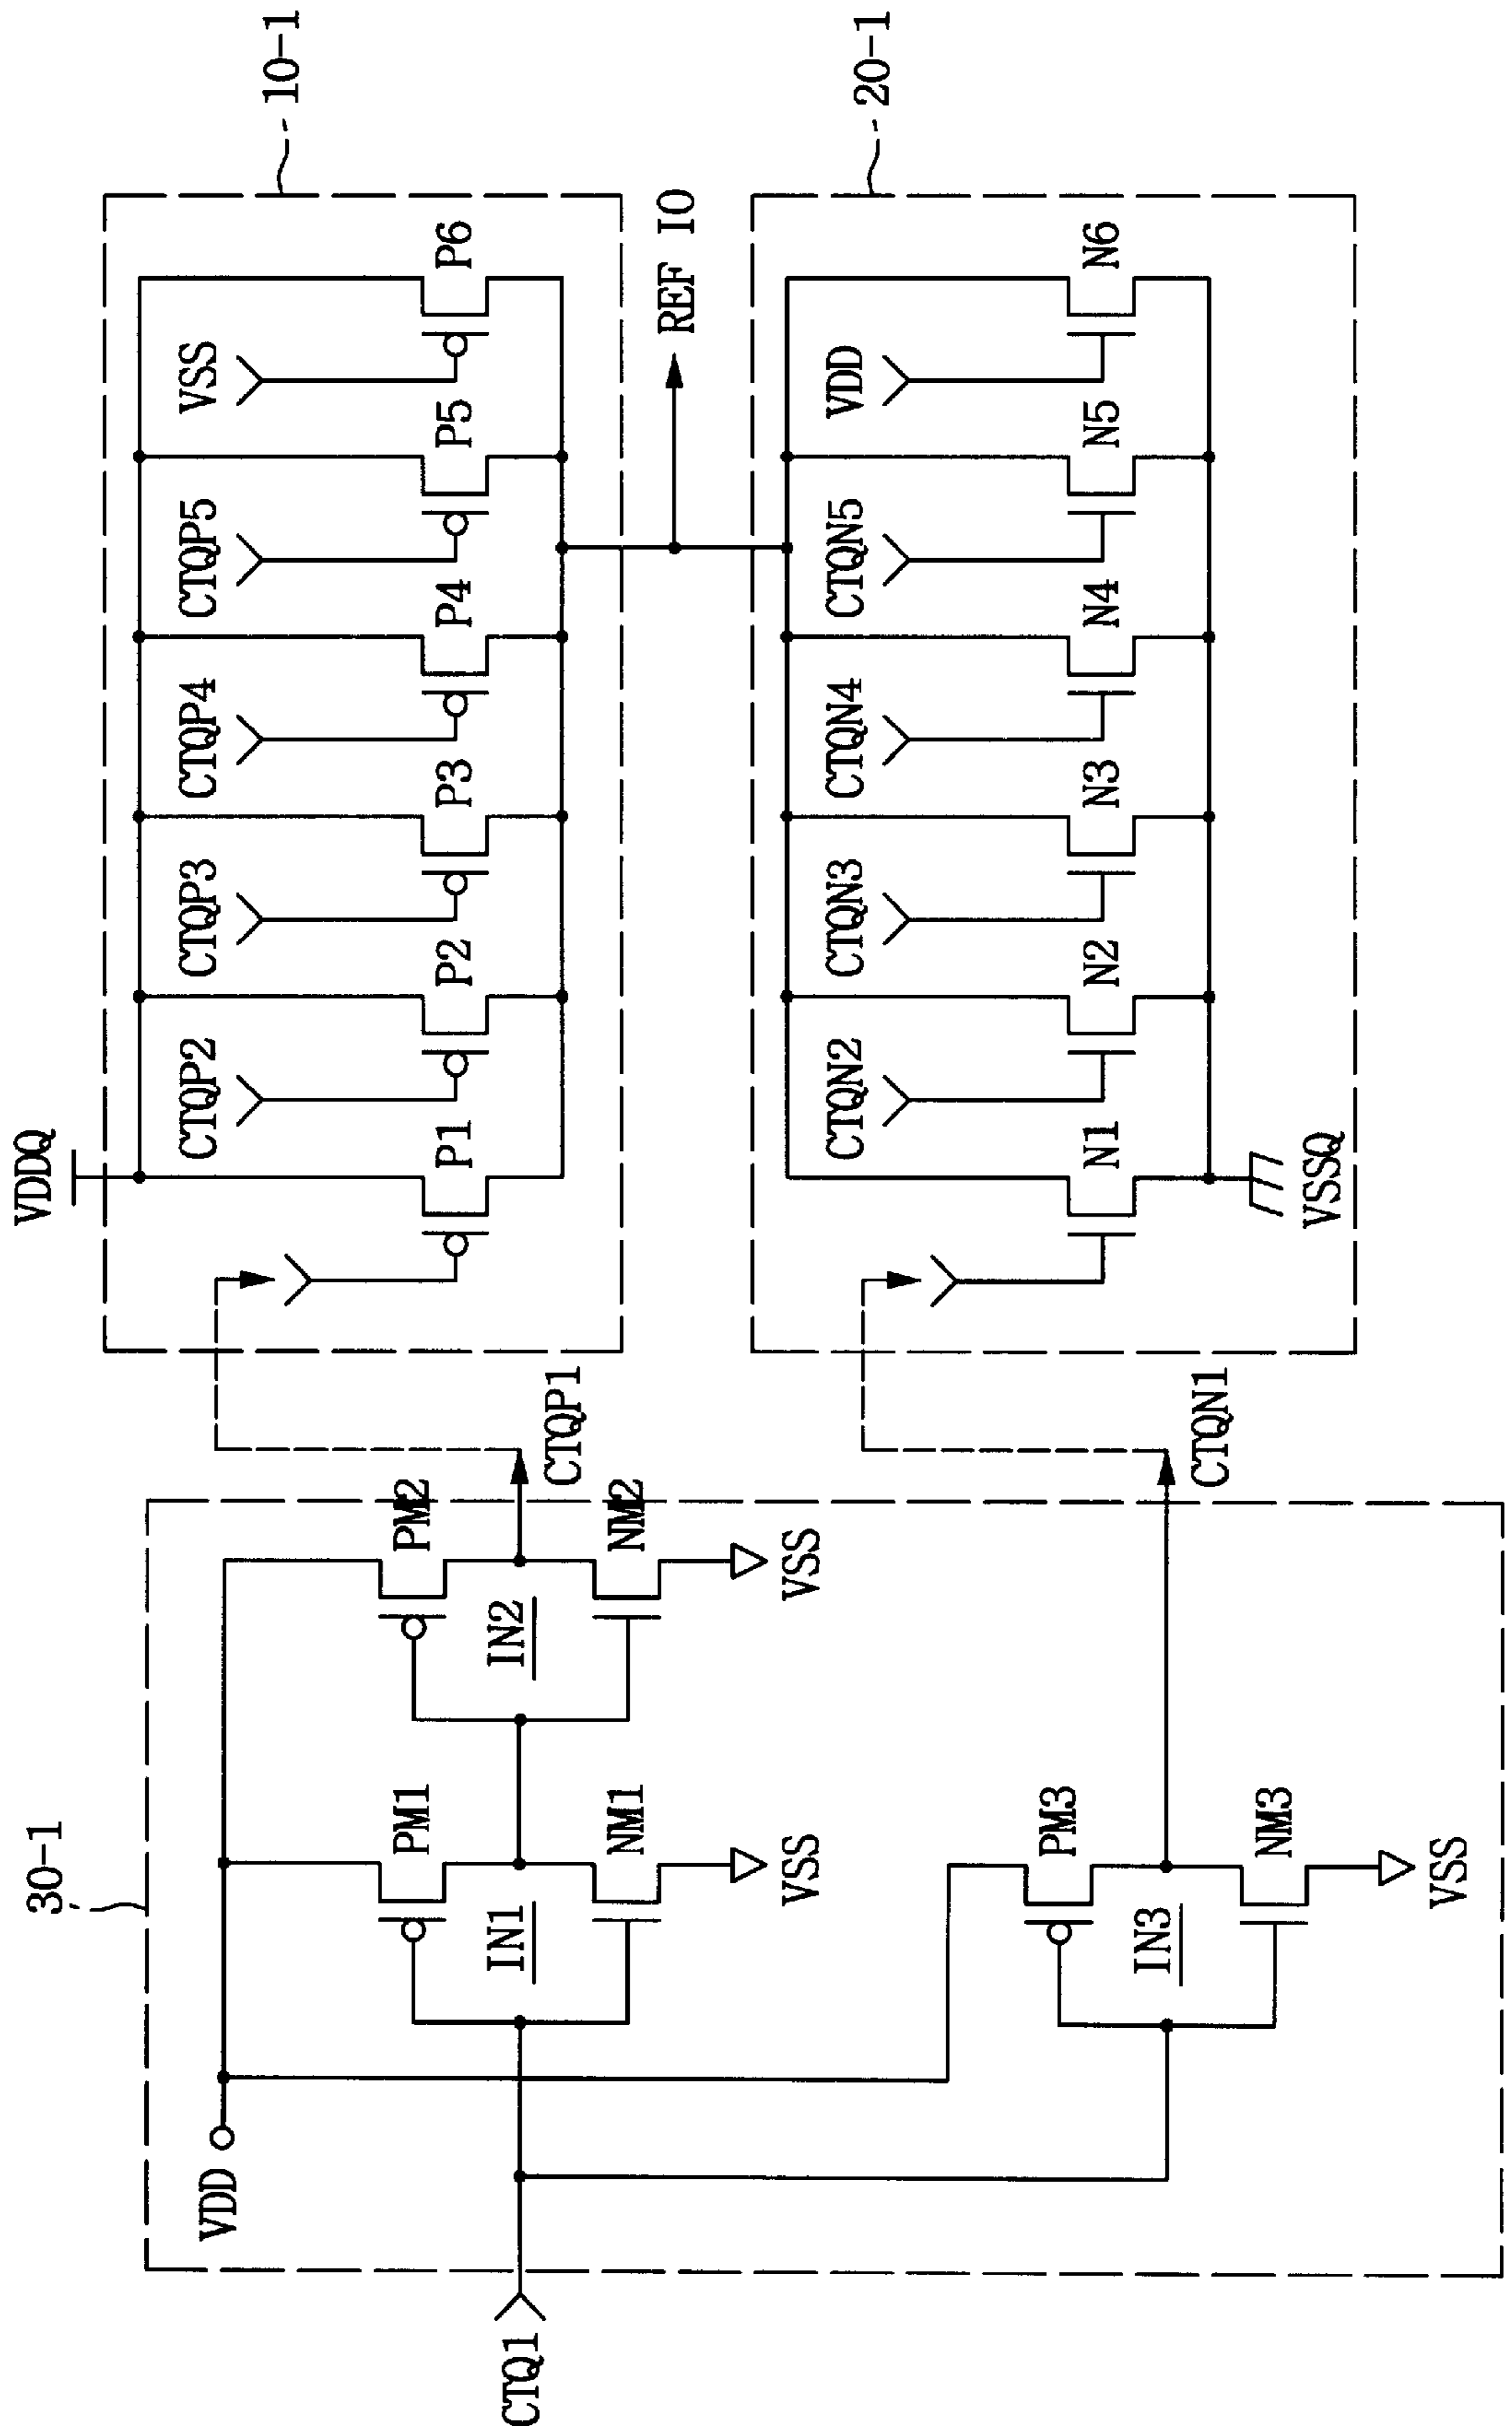 30-1
VDD
CTQ1
PM1
IN1
NM1
VSS
PM2
IN2
NM2
VSS
CTQP1
PM3
IN3
NM3
VSS
CTQN1
VDDQ
10-1
CTQP2
CTQP3
CTQP4
CTQP5
VSS
P1
P2
P3
P4
P5
P6
REF IO
20-1
CTQN2
CTQN3
CTQN4
CTQN5
VDD
N1
N2
N3
N4
N5
N6
VSSQ